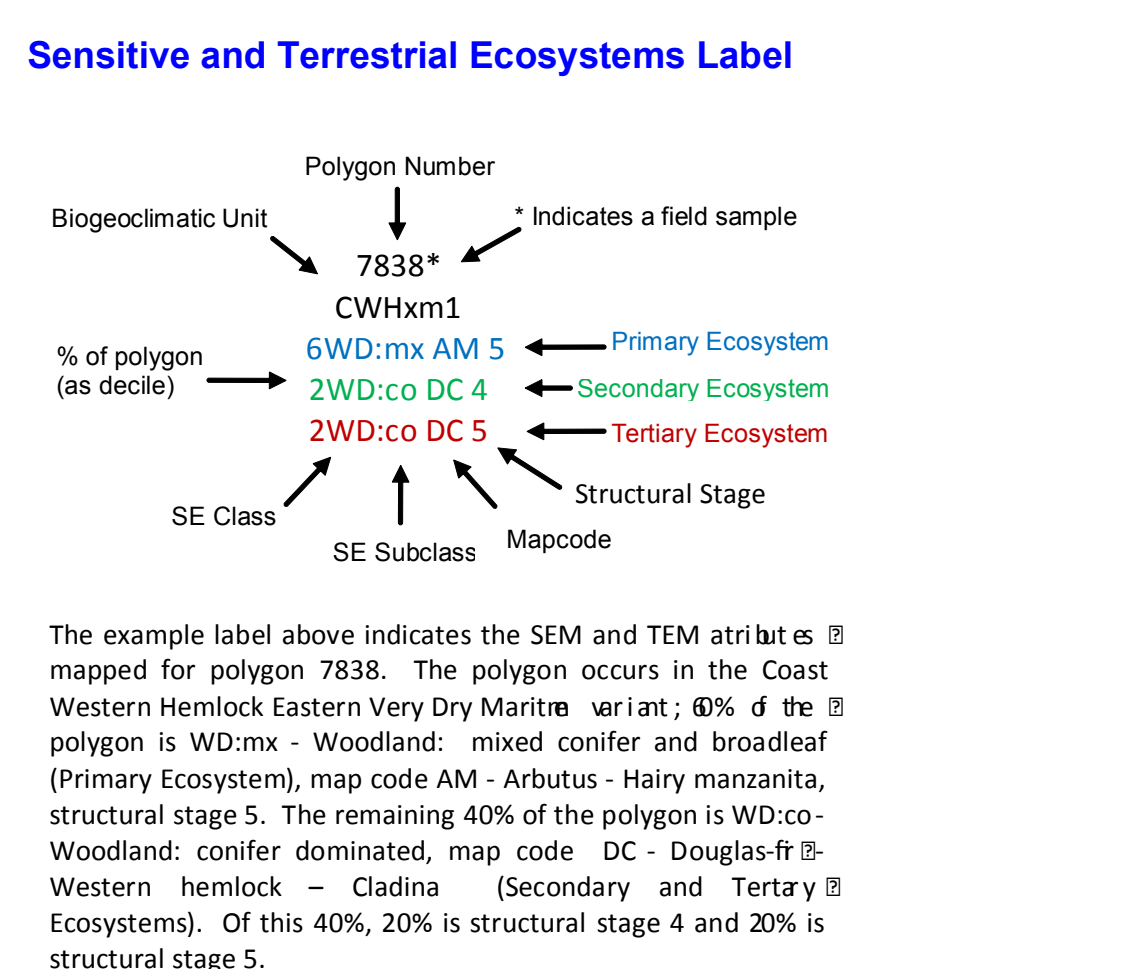 Sensitive and Terrestrial Ecosystems Label
Polygon Number
Biogeoclimatic Unit
* Indicates a field sample
7838*
CWHxm1
% of polygon
(as decile)
6WD:mx AM 5
Primary Ecosystem
2WD:co DC 4
Secondary Ecosystem
2WD:co DC 5
Tertiary Ecosystem
Structural Stage
SE Class
Mapcode
SE Subclass
The example label above indicates the SEM and TEM atributes
mapped for polygon 7838. The polygon occurs in the Coast
Western Hemlock Eastern Very Dry Maritme variant; 60% of the
polygon is WD:mx - Woodland: mixed conifer and broadleaf
(Primary Ecosystem), map code AM - Arbutus - Hairy manzanita,
structural stage 5. The remaining 40% of the polygon is WD:co-
Woodland: conifer dominated, map code DC - Douglas-fir -
Western hemlock – Cladina (Secondary and Tertary
Ecosystems). Of this 40%, 20% is structural stage 4 and 20% is
structural stage 5.